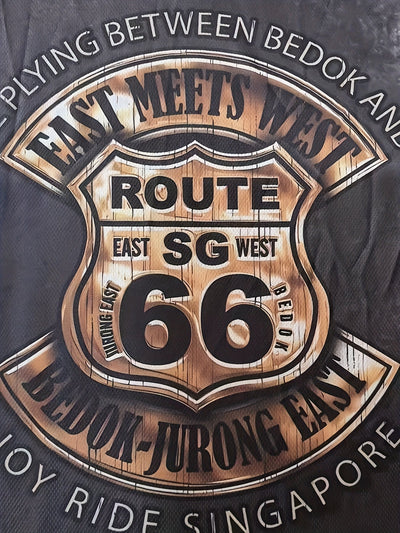 PLYING BETWEEN BEDOK AND
EAST MEETS WEST
ROUTE
EAST SG WEST
JURONG EAST
66
BEDOK
BEDOK-JURONG EAST
JOY RIDE SINGAPORE